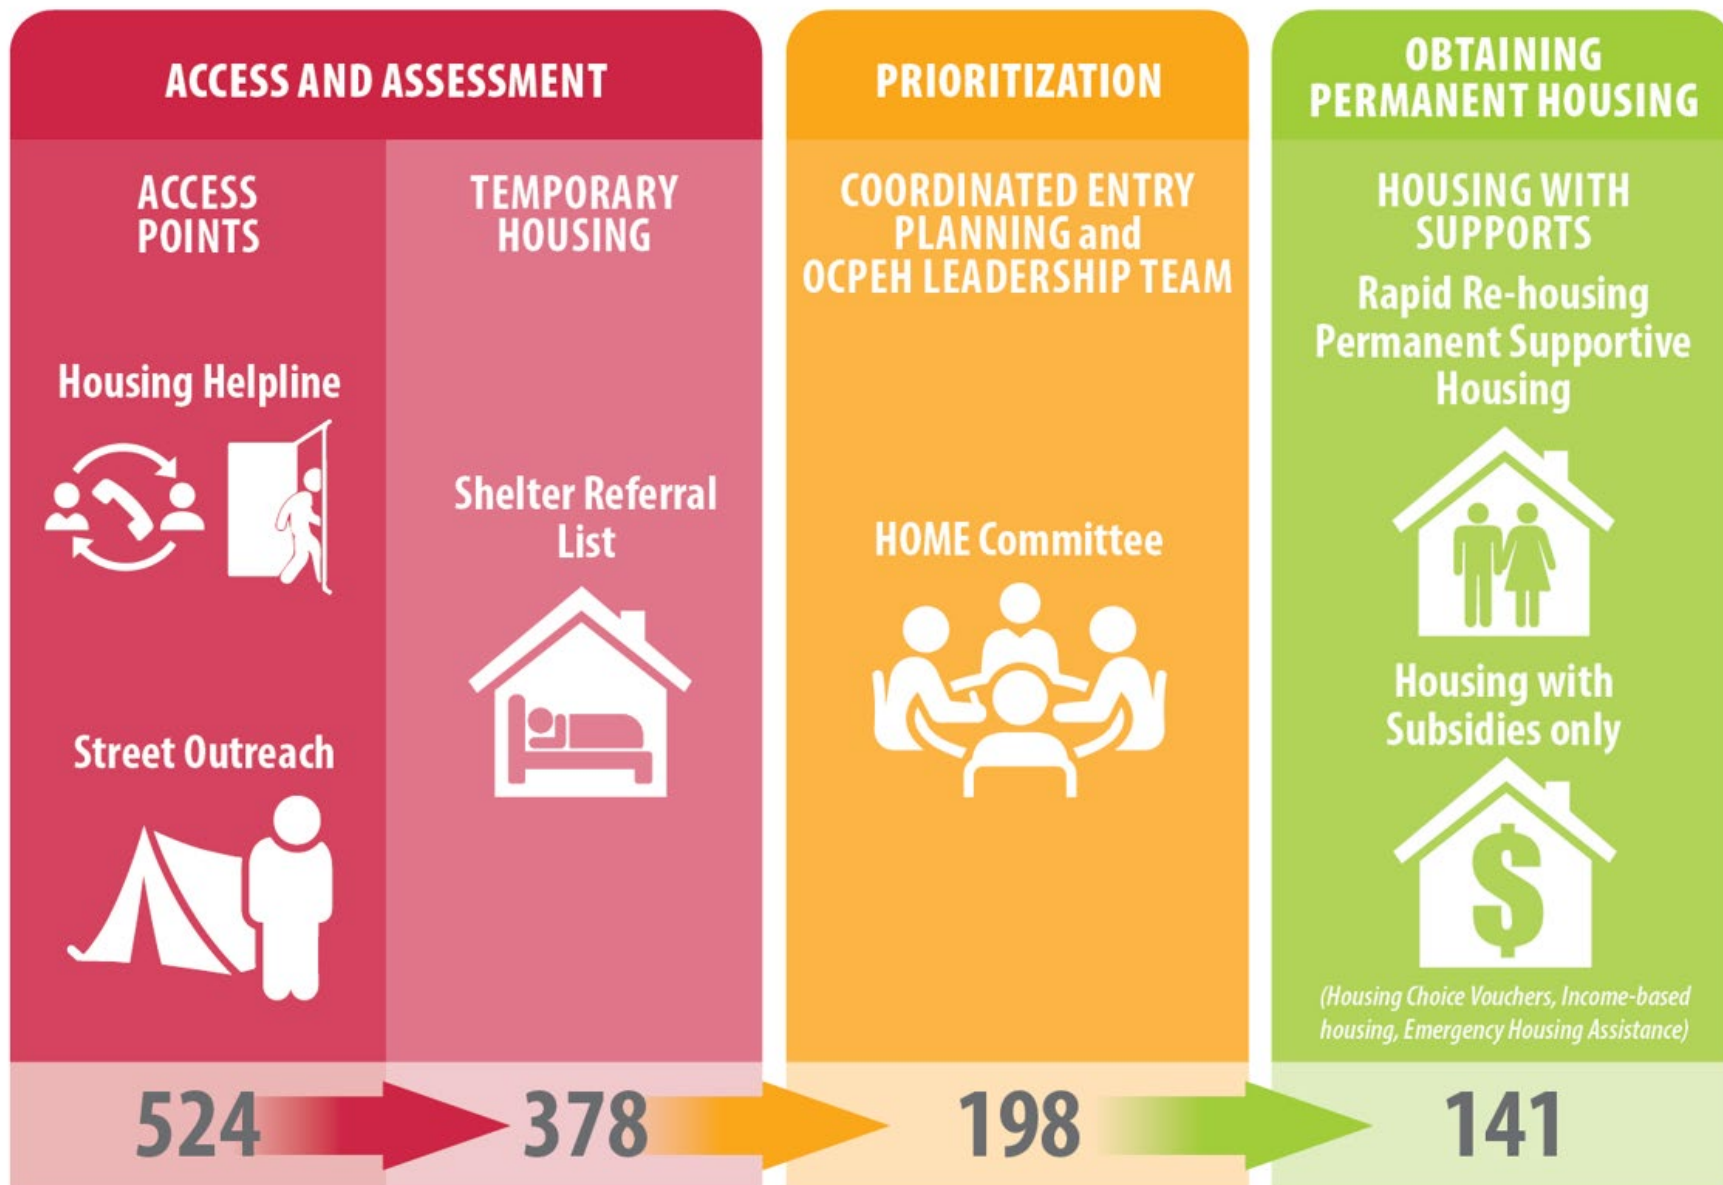 ACCESS AND ASSESSMENT
ACCESS
POINTS
Housing Helpline
Street Outreach
524
TEMPORARY
HOUSING
Shelter Referral
List
378
PRIORITIZATION
COORDINATED ENTRY
PLANNING and
OCPEH LEADERSHIP TEAM
HOME Committee
198
OBTAINING
PERMANENT HOUSING
HOUSING WITH
SUPPORTS
Rapid Re-housing
Permanent Supportive
Housing
Housing with
Subsidies only
$
(Housing Choice Vouchers, Income-based
housing, Emergency Housing Assistance)
141